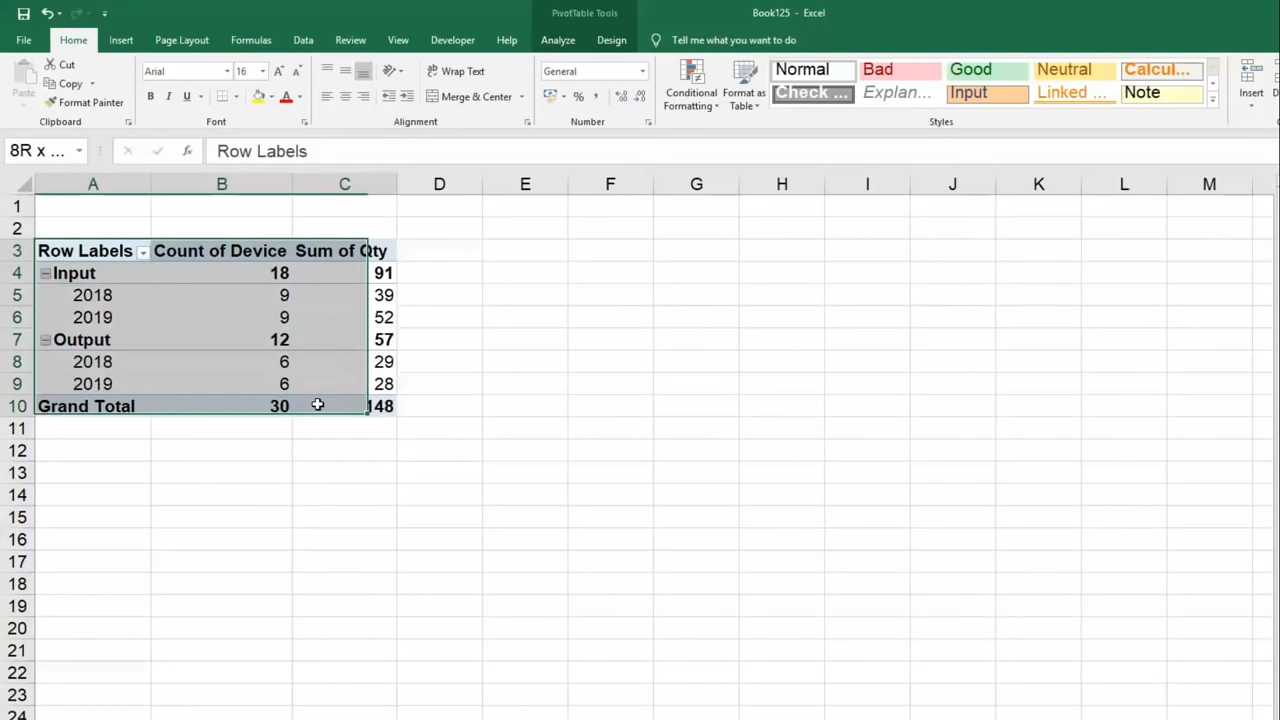 PivotTable Tools
Book125 - Excel
File Home Insert Page Layout Formulas Data Review View Developer Help Analyze Design Tell me what you want to do
Cut
Copy
Format Painter
Paste
Clipboard
Arial 16
B I U
Font
Wrap Text
Merge & Center
Alignment
General
% ,
Number
Conditional Formatting
Format as Table
Normal Bad Good Neutral Calcul...
Check ... Explan... Input Linked ... Note
Styles
Insert
8R x ... fx Row Labels
A B C D E F G H I J K L M
1
2
3 Row Labels Count of Device Sum of Qty
4 Input 18 91
5 2018 9 39
6 2019 9 52
7 Output 12 57
8 2018 6 29
9 2019 6 28
10 Grand Total 30 148
11
12
13
14
15
16
17
18
19
20
21
22
23
24